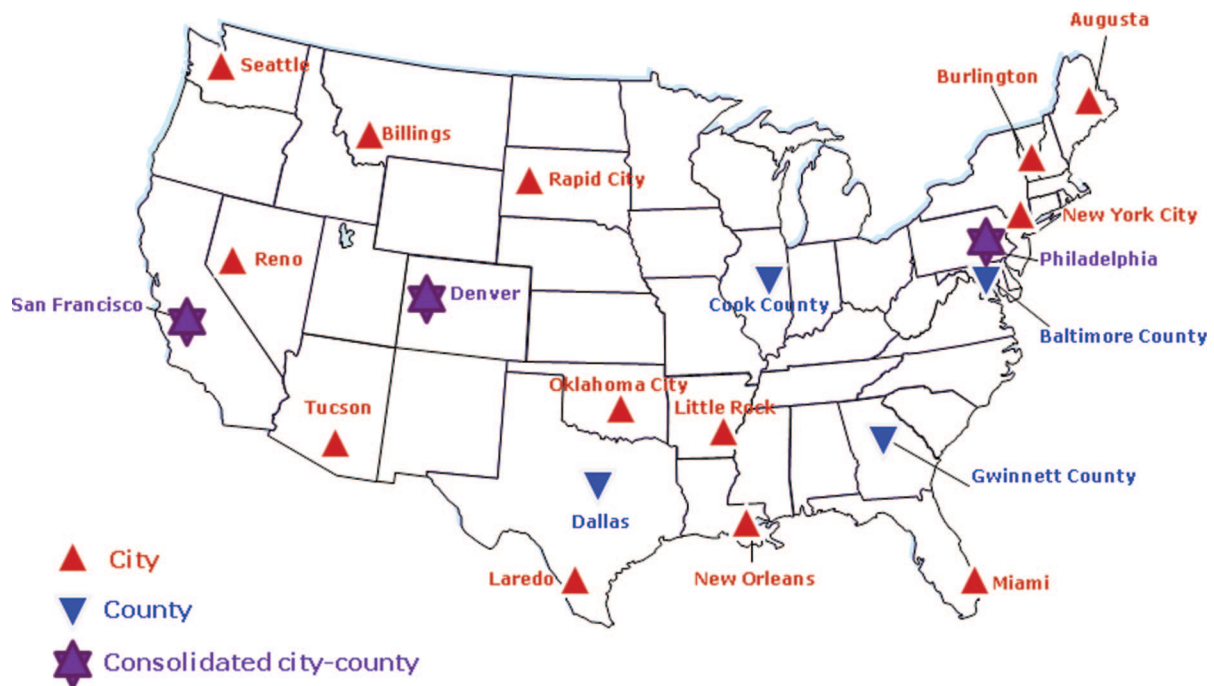 Augusta
Burlington
Seattle
Billings
Rapid City
New York City
Reno
Philadelphia
San Francisco
Denver
Cook County
Baltimore County
Oklahoma City
Tucson
Little Rock
Gwinnett County
Dallas
Laredo
New Orleans
Miami
City
County
Consolidated city-county